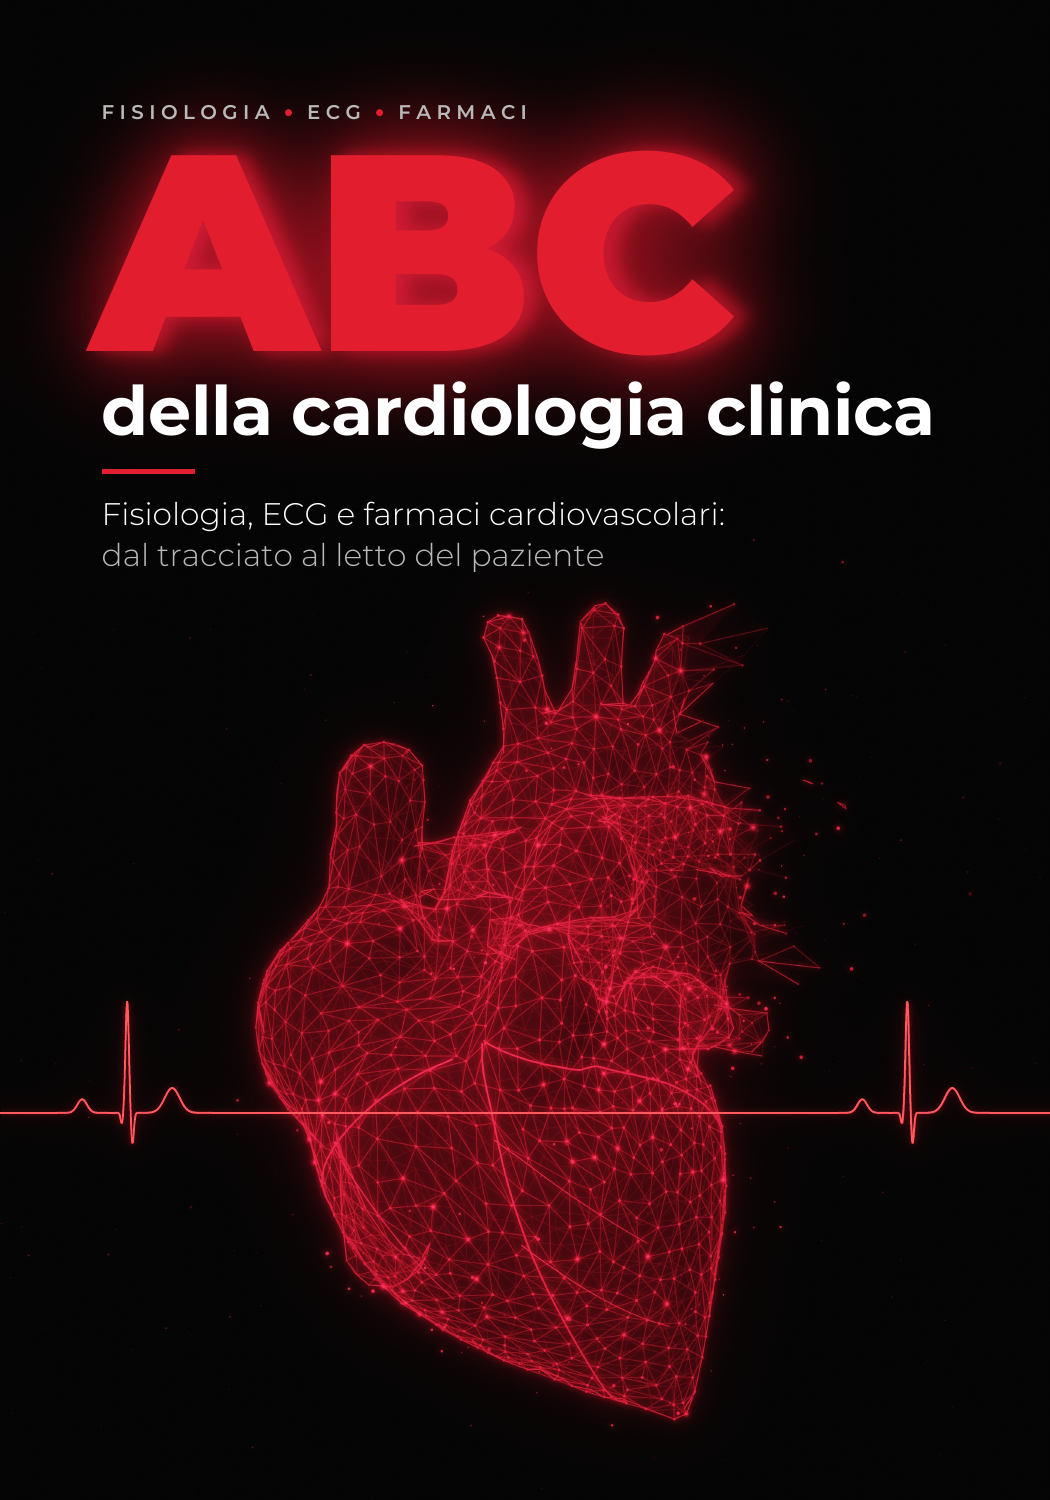 FISIOLOGIA • ECG • FARMACI
ABC
della cardiologia clinica
Fisiologia, ECG e farmaci cardiovascolari:
dal tracciato al letto del paziente